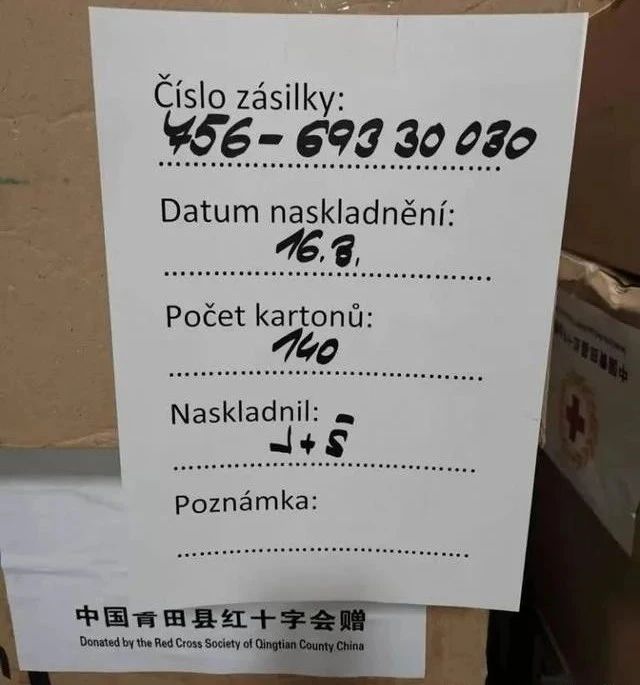 Číslo zásilky:
456-693 30 030
Datum naskladnění:
16.3.
Počet kartonů:
140
Naskladnil:
J+Š
Poznámka:
中国青田县红十字会赠
Donated by the Red Cross Society of Qingtian County China